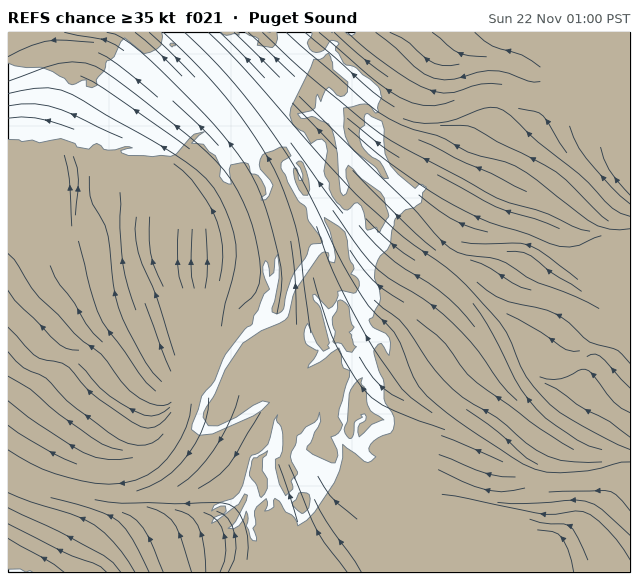 REFS chance ≥35 kt f021 · Puget Sound
Sun 22 Nov 01:00 PST